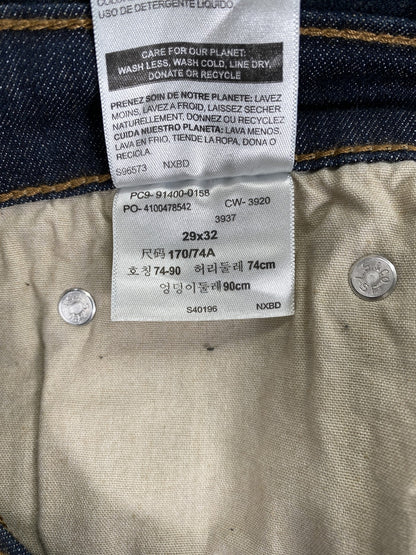 USO DE DETERGENTE LÍQUIDO.
CARE FOR OUR PLANET:
WASH LESS, WASH COLD, LINE DRY,
DONATE OR RECYCLE
PRENEZ SOIN DE NOTRE PLANETE: LAVEZ
MOINS, LAVEZ A FROID, LAISSEZ SECHER
NATURELLEMENT, DONNEZ OU RECYCLEZ
CUIDA NUESTRO PLANETA: LAVA MENOS,
LAVA EN FRIO, TIENDE LA ROPA, DONA O
RECICLA.
S96573 NXBD
PC9- 91400-0158
PO- 4100478542 CW- 3920
3937
29x32
尺码 170/74A
호칭 74-90 허리둘레 74cm
엉덩이둘레 90cm
S40196 NXBD